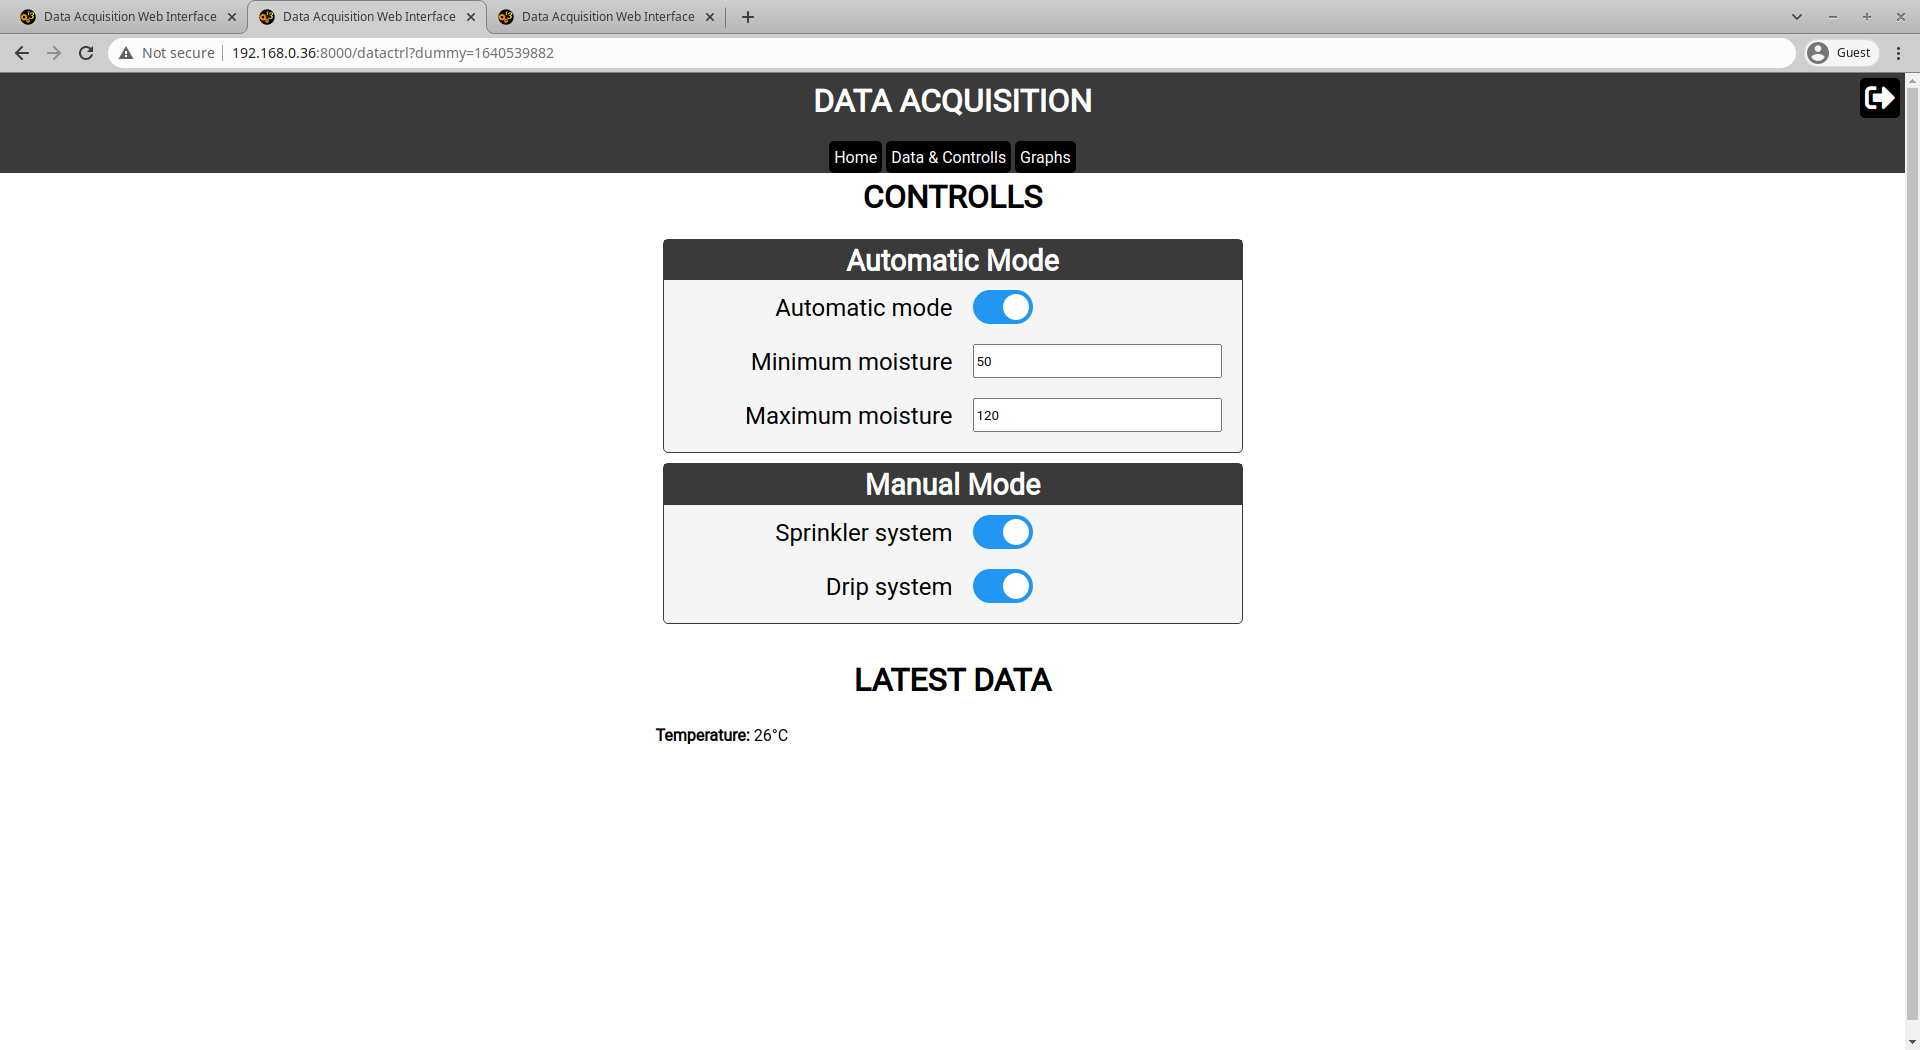 Data Acquisition Web Interface
Data Acquisition Web Interface
Data Acquisition Web Interface
Not secure 192.168.0.36:8000/datactrl?dummy=1640539882
Guest
DATA ACQUISITION
Home Data & Controlls Graphs
CONTROLLS
Automatic Mode
Automatic mode
Minimum moisture 50
Maximum moisture 120
Manual Mode
Sprinkler system
Drip system
LATEST DATA
Temperature: 26°C